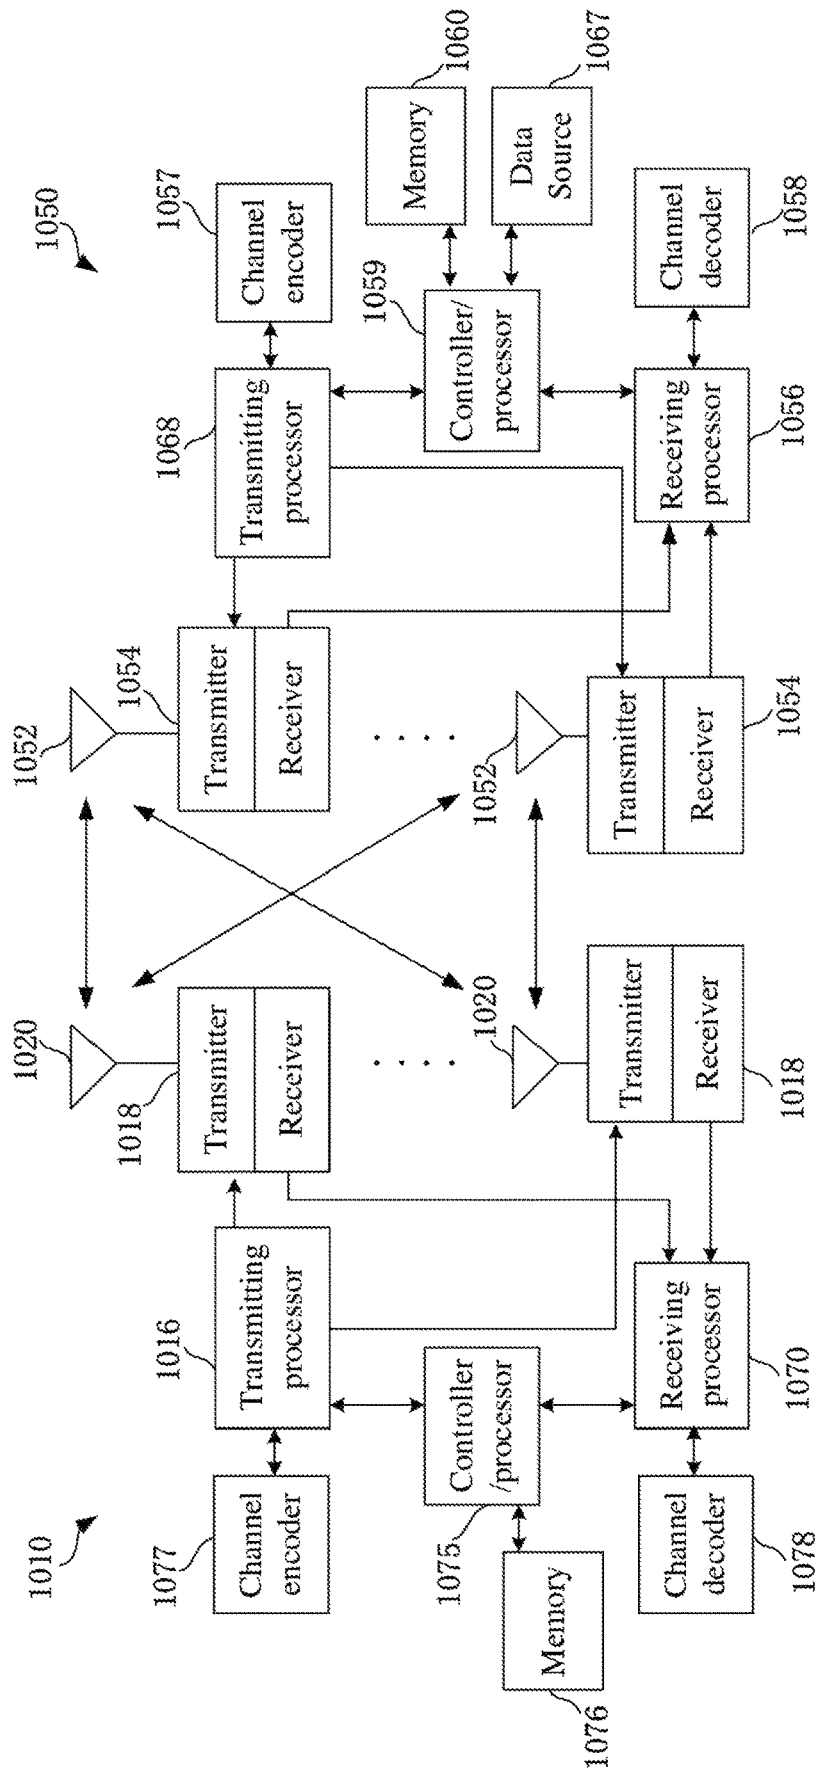 1010
1050
1020
1052
1077
Channel
encoder
1016
Transmitting
processor
1018
Transmitter
Receiver
1054
Transmitter
Receiver
1068
Transmitting
processor
1057
Channel
encoder
1075
Controller
/processor
1076
Memory
. . . .
. . . .
1059
Controller/
processor
1060
Memory
1067
Data
Source
1020
1052
1078
Channel
decoder
1070
Receiving
processor
1018
Transmitter
Receiver
1054
Transmitter
Receiver
1056
Receiving
processor
1058
Channel
decoder